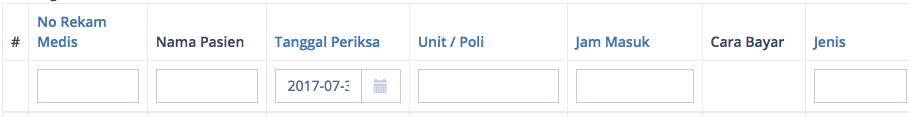 #
No Rekam
Medis
Nama Pasien
Tanggal Periksa
Unit / Poli
Jam Masuk
Cara Bayar
Jenis
2017-07-3